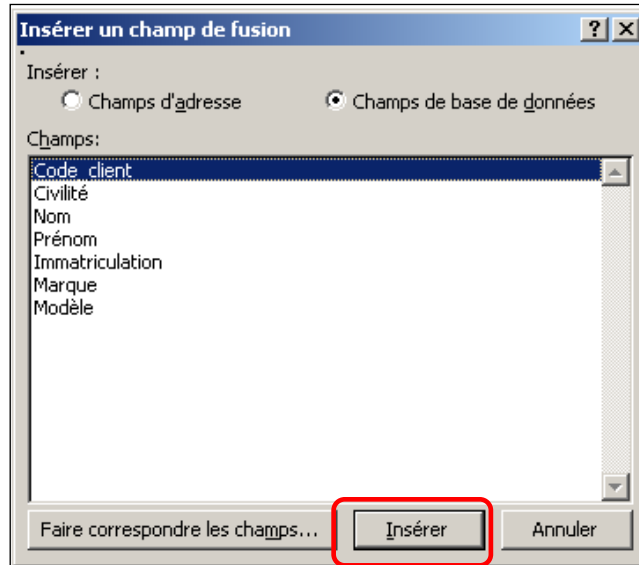 Insérer un champ de fusion
Insérer :
Champs d'adresse Champs de base de données
Champs:
Code_client
Civilité
Nom
Prénom
Immatriculation
Marque
Modèle
Faire correspondre les champs... Insérer Annuler